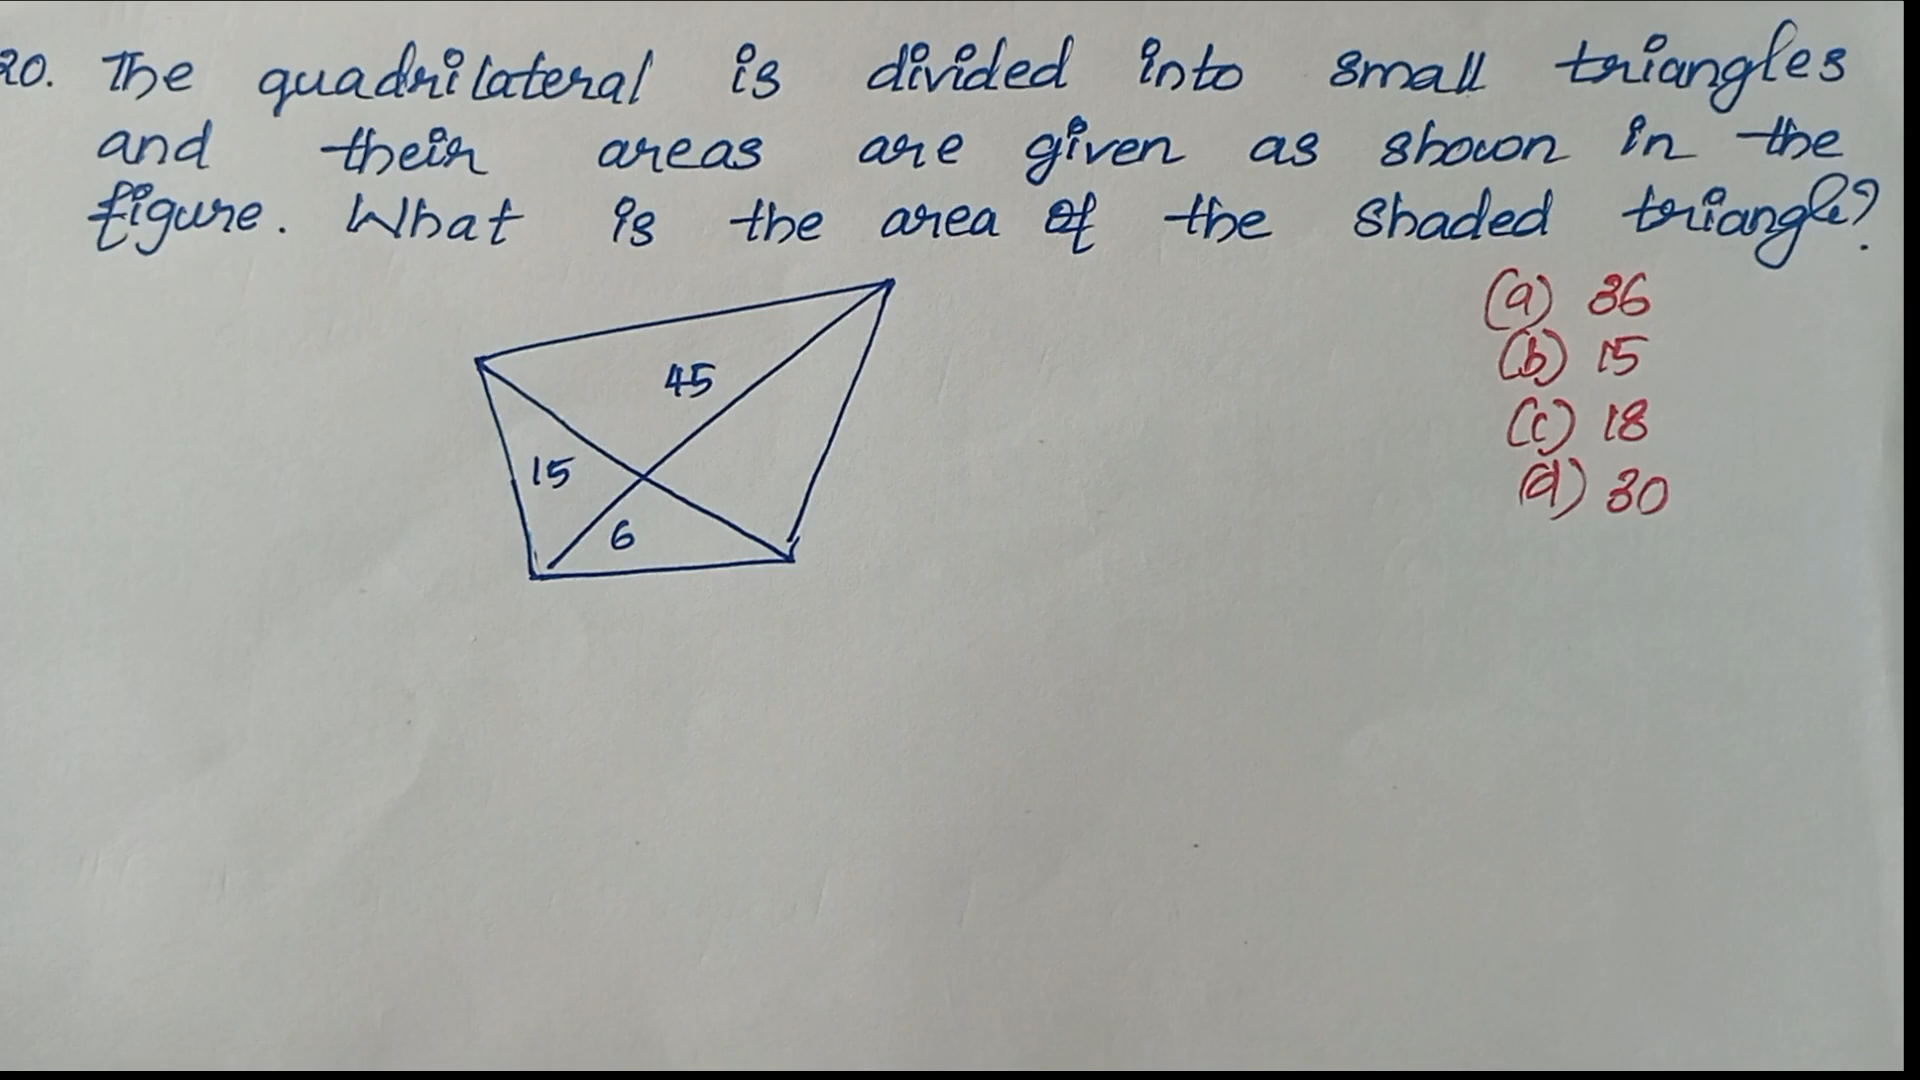 20. The quadrilateral is divided into small triangles
and their areas are given as shown in the
figure. What is the area of the shaded triangle?
(a) 36
(b) 15
(c) 18
(d) 30
45
15
6